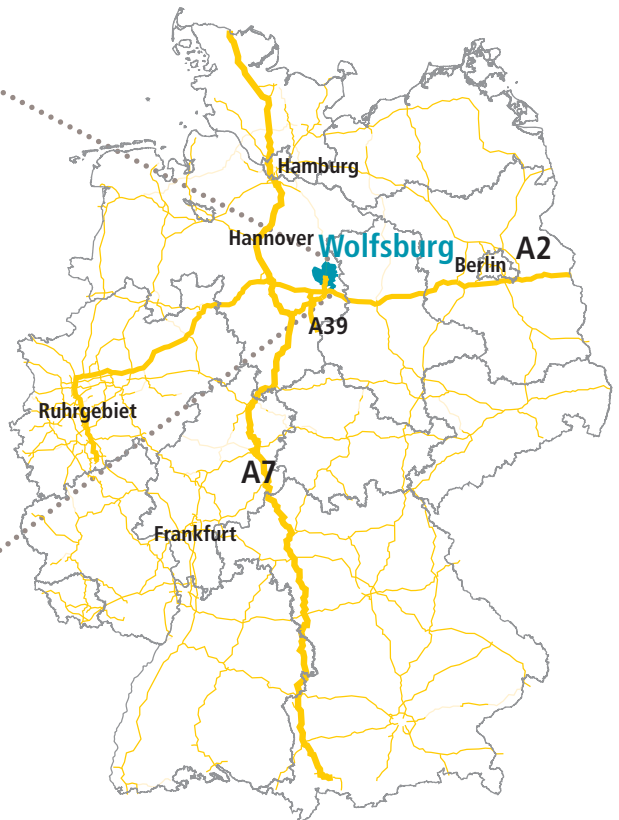 Hamburg
Hannover
Wolfsburg
A2
Berlin
A39
Ruhrgebiet
A7
Frankfurt